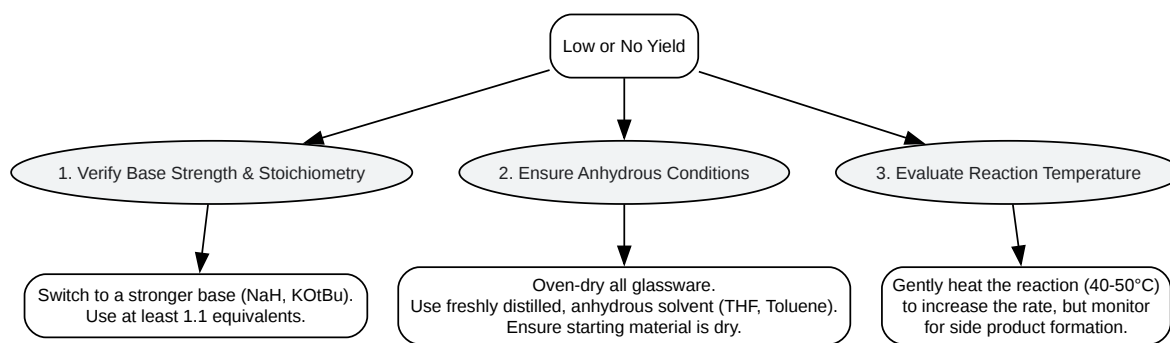 Low or No Yield
1. Verify Base Strength & Stoichiometry
2. Ensure Anhydrous Conditions
3. Evaluate Reaction Temperature
Switch to a stronger base (NaH, KOtBu).
Use at least 1.1 equivalents.
Oven-dry all glassware.
Use freshly distilled, anhydrous solvent (THF, Toluene).
Ensure starting material is dry.
Gently heat the reaction (40-50°C)
to increase the rate, but monitor
for side product formation.